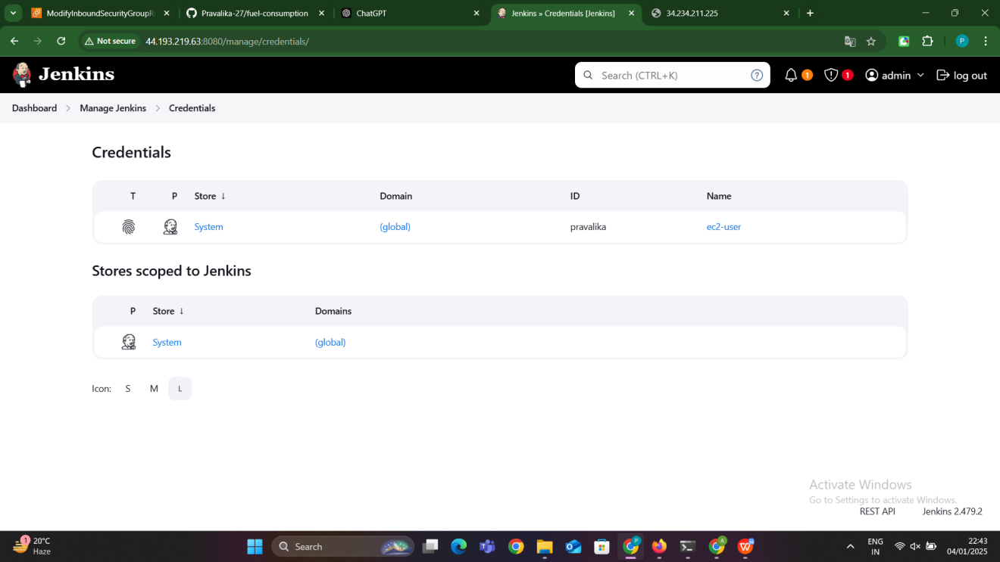 ModifyInboundSecurityGroupR
Pravalika-27/fuel-consumption
ChatGPT
Jenkins » Credentials [Jenkins]
34.234.211.225
Not secure
44.193.219.63:8080/manage/credentials/
P
Jenkins
Search (CTRL+K)
1
1
admin
log out
Dashboard
Manage Jenkins
Credentials
Credentials
T P Store ↓ Domain ID Name
System (global) pravalika ec2-user
Stores scoped to Jenkins
P Store ↓ Domains
System (global)
Icon: S M L
Activate Windows
Go to Settings to activate Windows.
REST API Jenkins 2.479.2
1
20°C
Haze
Search
P
A
ENG
IN
22:43
04/01/2025